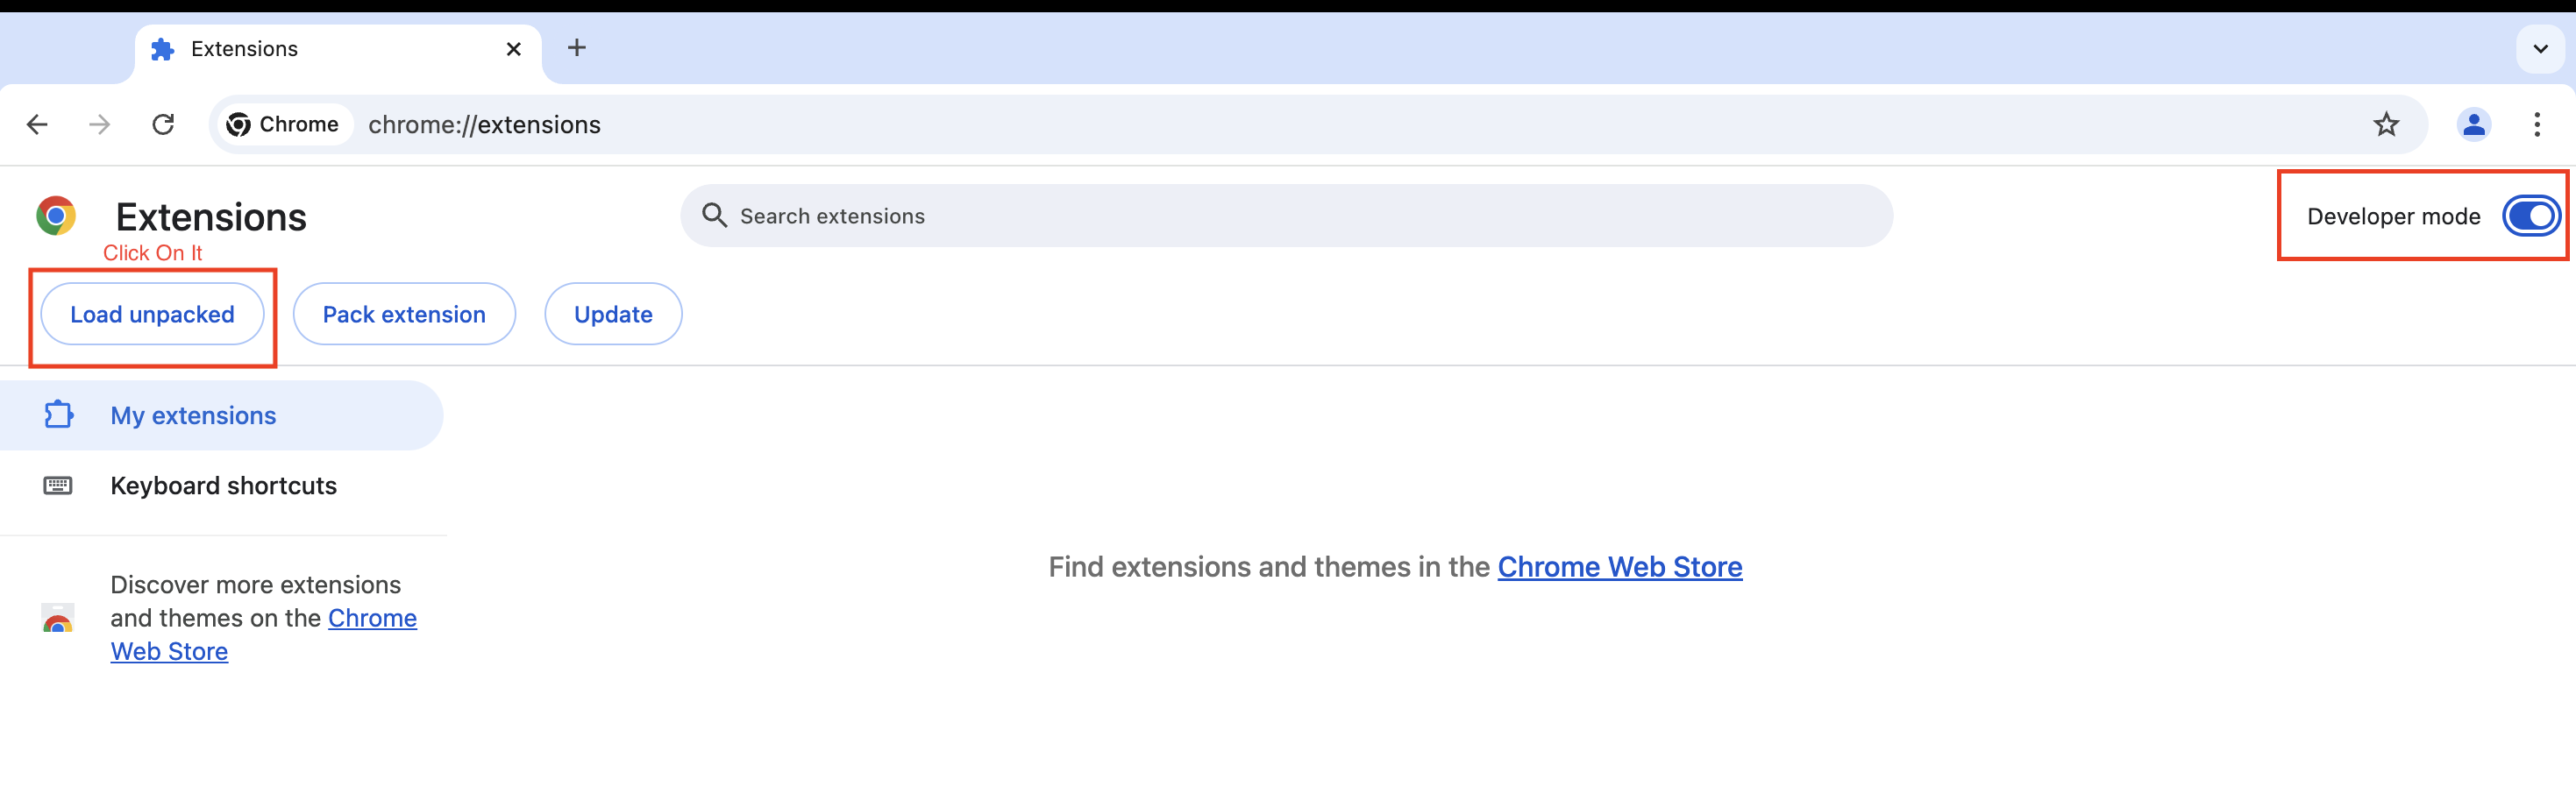 Extensions
Chrome chrome://extensions
Extensions
Search extensions
Developer mode
Click On It
Load unpacked
Pack extension
Update
My extensions
Keyboard shortcuts
Discover more extensions
and themes on the Chrome
Web Store
Find extensions and themes in the Chrome Web Store